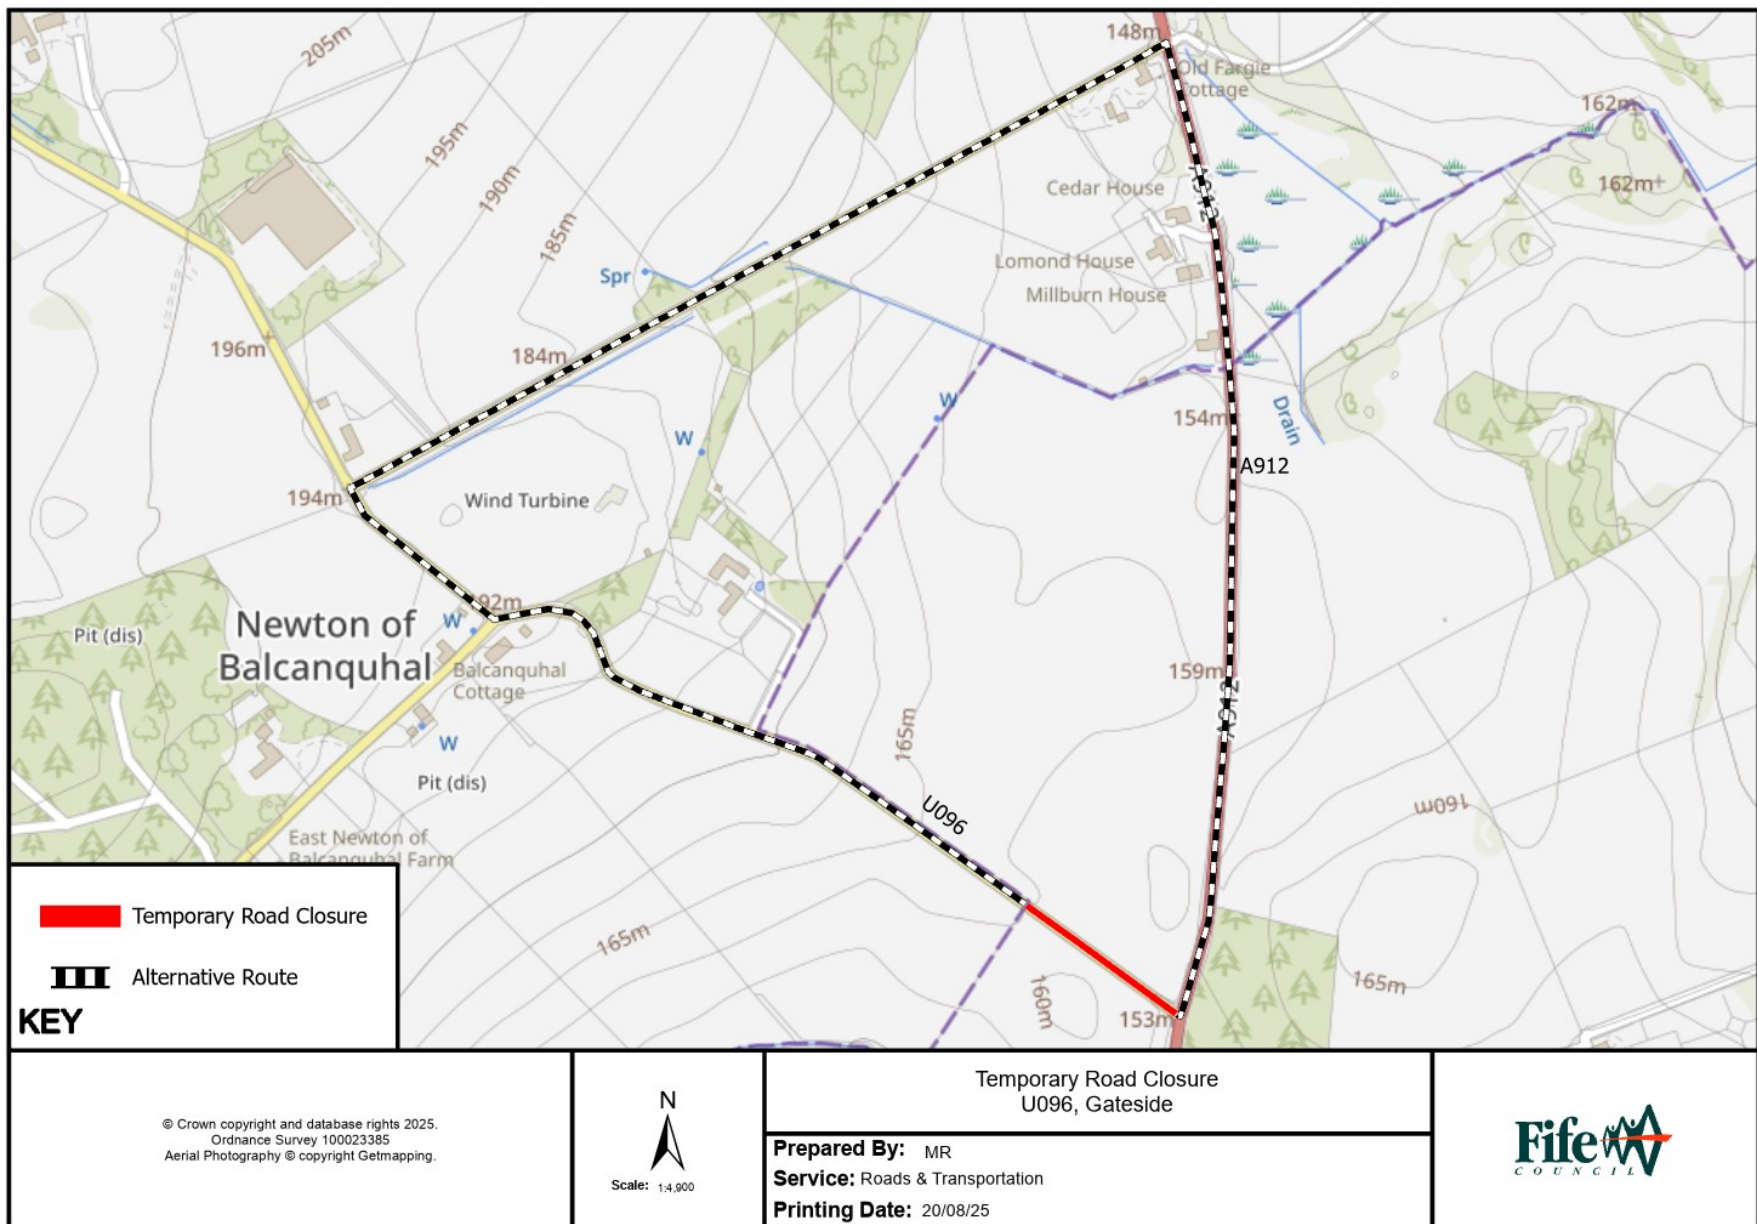 205m
148m
Old Fargie
Cottage
162m
195m
190m
162m
A912
Cedar House
185m
Lomond House
Spr
Millburn House
196m
184m
W
154m
Drain
W
A912
194m
Wind Turbine
92m
W
Pit (dis)
Newton of
Balcanquhal
Balcanquhal
Cottage
159m
A912
165m
W
Pit (dis)
U096
160m
East Newton of
Balcanquhal Farm
165m
165m
160m
153m
Temporary Road Closure
Alternative Route
KEY
© Crown copyright and database rights 2025.
Ordnance Survey 100023385
Aerial Photography © copyright Getmapping.
N
Scale: 1:4,900
Temporary Road Closure
U096, Gateside
Prepared By: MR
Service: Roads & Transportation
Printing Date: 20/08/25
Fife
COUNCIL